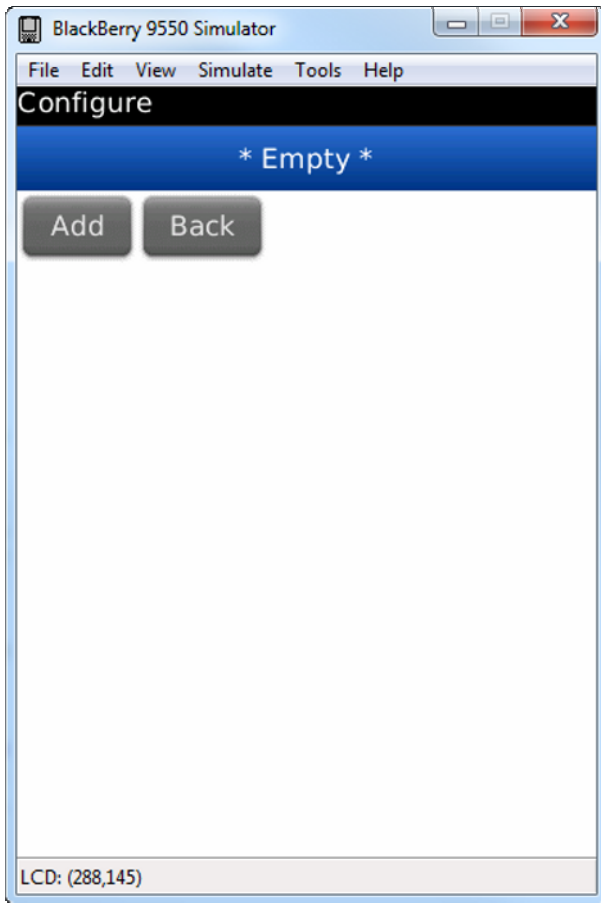 BlackBerry 9550 Simulator
File Edit View Simulate Tools Help
Configure
* Empty *
Add Back
LCD: (288,145)